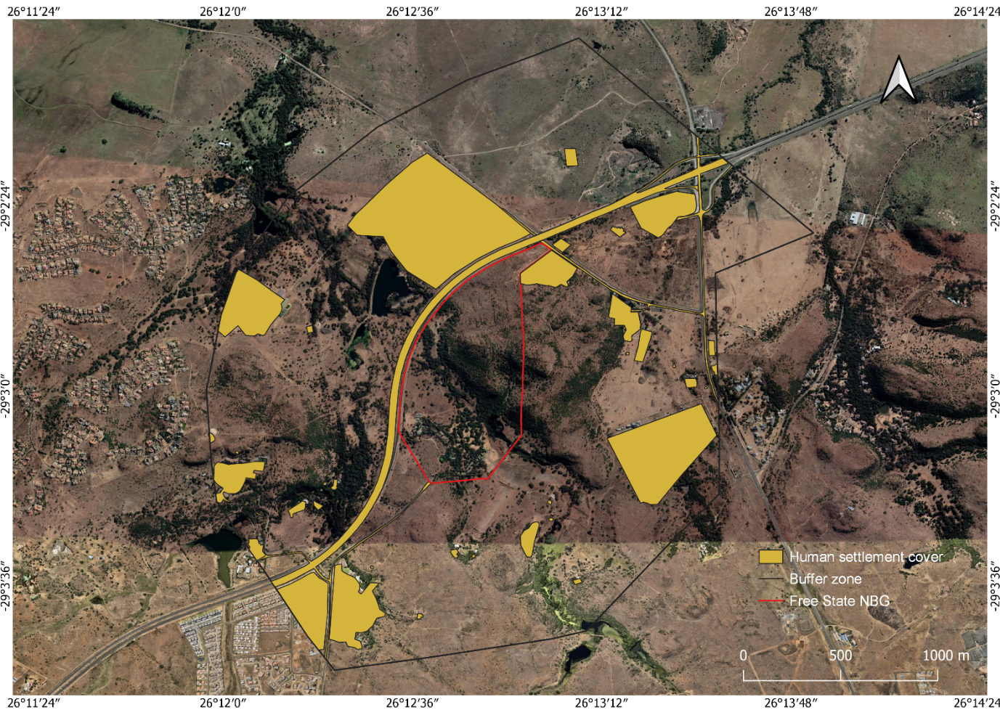 26°11′24″ 26°12′0″ 26°12′36″ 26°13′12″ 26°13′48″ 26°14′24″
-29°2′24″ -29°2′24″
-29°3′0″ -29°3′0″
-29°3′36″ -29°3′36″
Human settlement cover
Buffer zone
Free State NBG
0 500 1000 m
26°11′24″ 26°12′0″ 26°12′36″ 26°13′12″ 26°13′48″ 26°14′24″